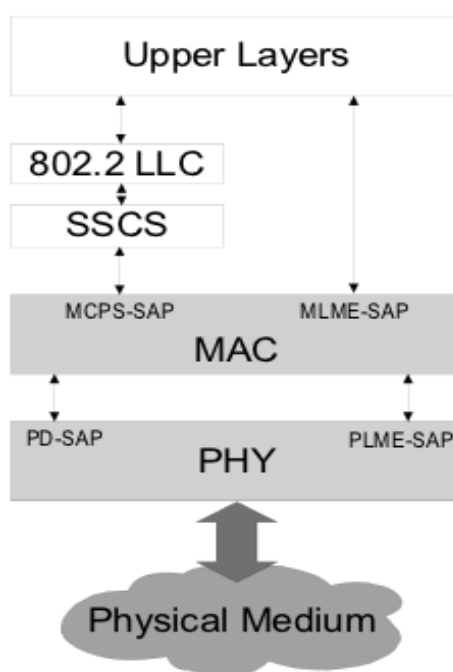 Upper Layers
802.2 LLC
SSCS
MCPS-SAP MLME-SAP
MAC
PD-SAP PLME-SAP
PHY
Physical Medium